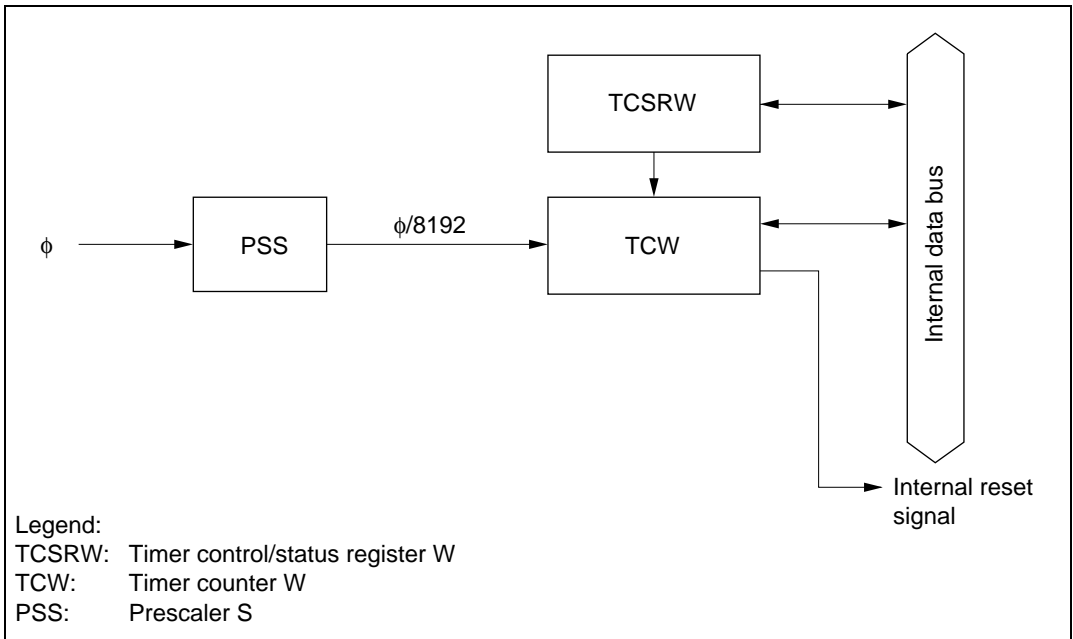 TCSRW
φ
PSS
φ/8192
TCW
Internal data bus
Internal reset
signal
Legend:
TCSRW: Timer control/status register W
TCW: Timer counter W
PSS: Prescaler S